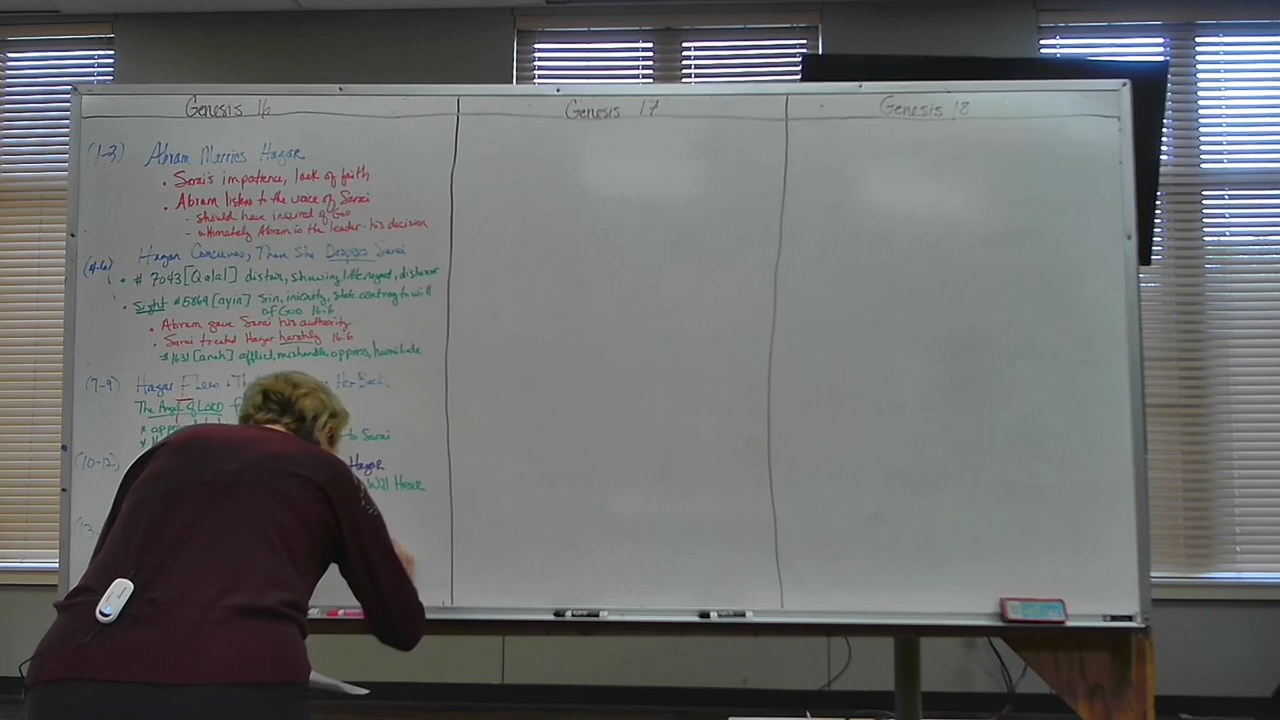 Genesis 16
(1-3) Abram Marries Hagar
• Sarai's impatience, lack of faith
• Abram listens to the voice of Sarai
- should have inquired of God
- ultimately Abram is the leader - his decision
(4-6) Hagar Conceives, Then She Despises Sarai
• # 7043 [Qalal] disdain, showing little regard, dishonor
• Sight #5869 [ayin] sin, iniquity, state contrary to will
of God 16:6
• Abram gave Sarai his authority
• Sarai treated Hagar harshly 16:6
[anah] afflict, mishandle, oppress, humiliate
(7-9) Hagar Flees Her Back
The Angel of LORD
to Sarai
(10-12) Hagar
Will Hear
Genesis 17
Genesis 18